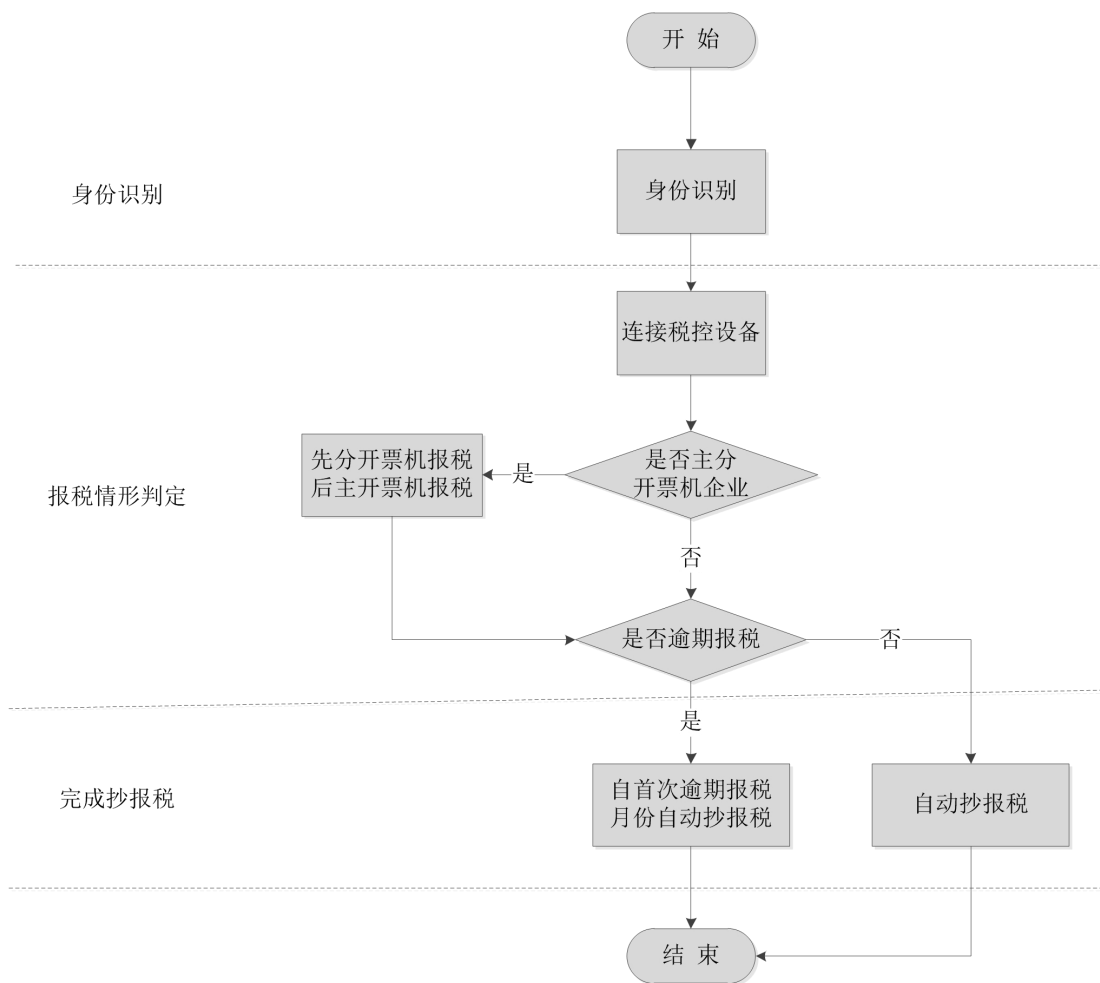 开 始
身份识别
身份识别
连接税控设备
是否主分
开票机企业
是
先分开票机报税
后主开票机报税
报税情形判定
否
是否逾期报税
否
是
完成抄报税
自首次逾期报税
月份自动抄报税
自动抄报税
结 束